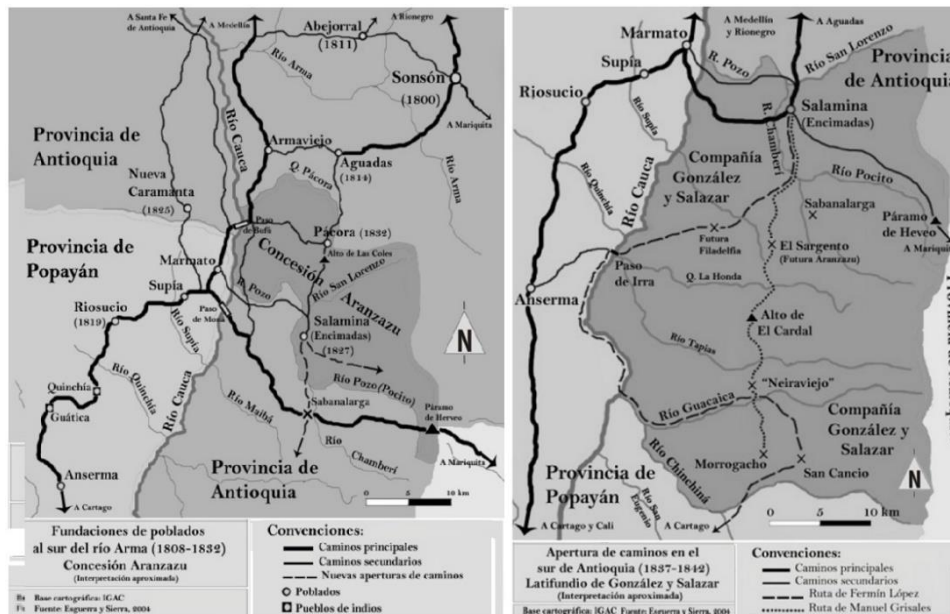 A Santa Fe
de Antioquia
A Medellín
Abejorral
(1811)
A Rionegro
Río Arma
Sonsón
(1800)
A Mariquita
Provincia de
Antioquia
Río Cauca
Armaviejo
Aguadas
(1814)
Río Arma
Nueva
Caramanta
(1825)
Q. Pácora
Paso
de Bufú
Pácora (1832)
Alto de Las Coles
Provincia de
Popayán
Concesión
Aranzazu
Marmato
R. Pozo
Río San Lorenzo
Supía
Riosucio
(1819)
Paso
de Moná
Salamina
(Encimadas)
(1827)
N
Río Supía
Río Quinchía
Río Pozo (Pocito)
Quinchía
Guática
Río Cauca
Río Maibá
Sabanalarga
Páramo
de Herveo
Río
Chamberí
A Mariquita
Provincia de
Antioquia
Anserma
A Cartago
0 5 10 km
Fundaciones de poblados
al sur del río Arma (1808-1832)
Concesión Aranzazu
(Interpretación aproximada)
Base cartográfica: IGAC
Fuente: Esguerra y Sierra, 2004
Convenciones:
Caminos principales
Caminos secundarios
Nuevas aperturas de caminos
Poblados
Pueblos de indios
A Medellín
y Rionegro
A Aguadas
Mármato
R. Pozo
Río San Lorenzo
Supía
Provincia
de Antioquia
Riosucio
Salamina
(Encimadas)
R. Chamberí
Río Supía
Compañía
González
y Salazar
Río Pocito
Río Quinchía
Río Cauca
Sabanalarga
Páramo
de Heveo
A Mariquita
Futura
Filadelfia
El Sargento
(Futura Aranzazu)
Paso
de Irra
Q. La Honda
Anserma
Alto de
El Cardal
N
Río Tapias
"Neiraviejo"
Río Guacaica
Compañía
González y
Salazar
Morrogacho
San Cancio
Río Chinchiná
Provincia de
Popayán
Río San
Eugenio
N
A Cartago y Cali
A Cartago
0 5 10 km
Apertura de caminos en el
sur de Antioquia (1837-1842)
Latifundio de González y Salazar
(Interpretación aproximada)
Base cartográfica: IGAC Fuente: Esguerra y Sierra, 2004
Convenciones:
Caminos principales
Caminos secundarios
Ruta de Fermín López
Ruta de Manuel Grisales